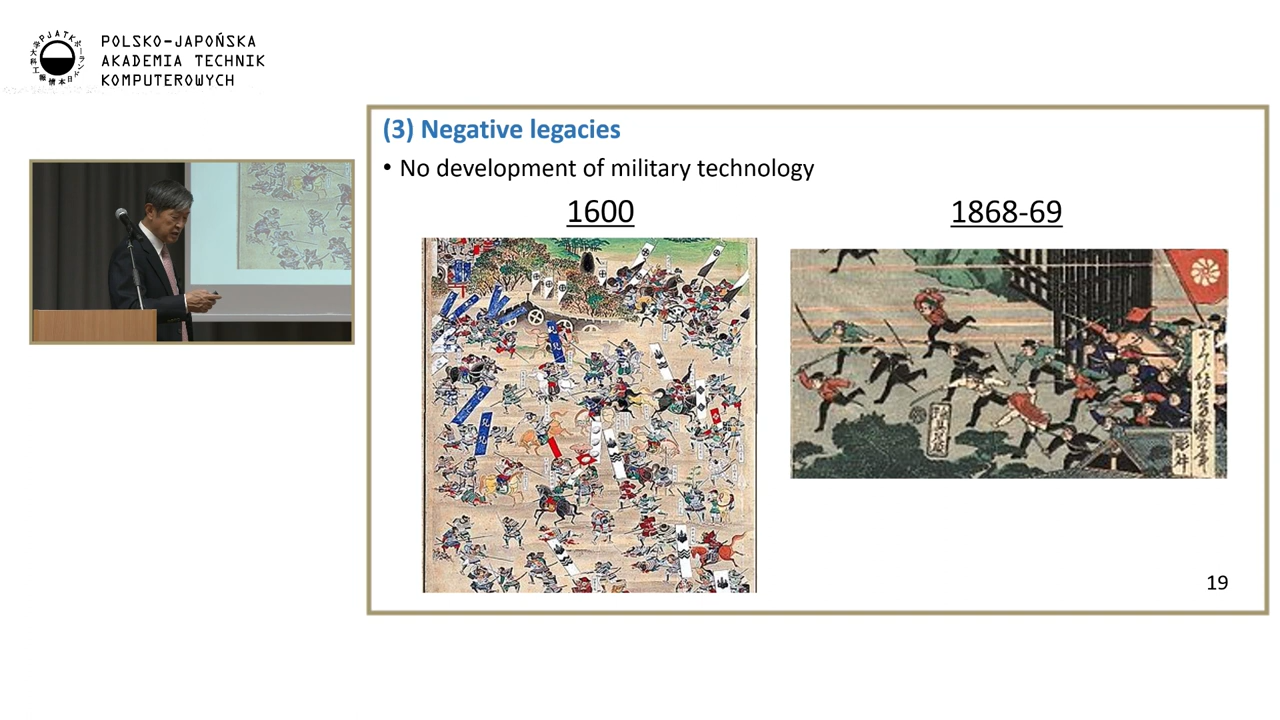 POLSKO-JAPOŃSKA
AKADEMIA TECHNIK
KOMPUTEROWYCH
(3) Negative legacies
• No development of military technology
1600
1868-69
19